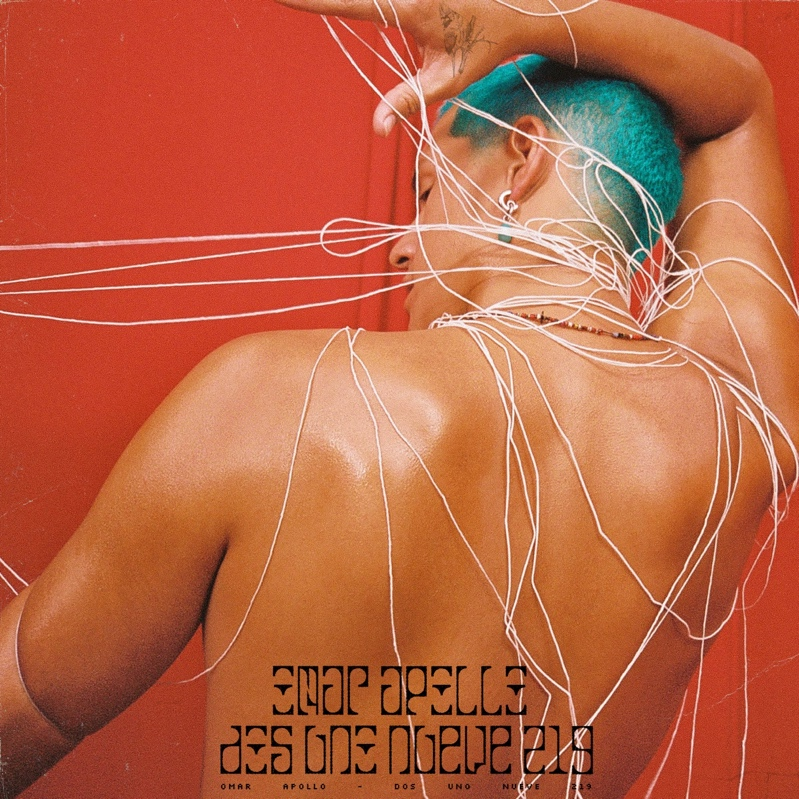 OMAR APOLLO
DOS UNO NUEVE 219
OMAR APOLLO - DOS UNO NUEVE 219